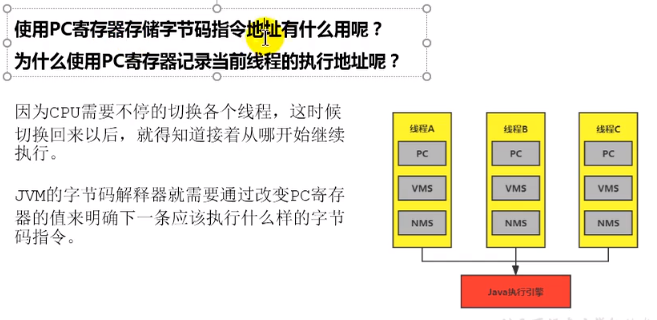 使用PC寄存器存储字节码指令地址有什么用呢？
为什么使用PC寄存器记录当前线程的执行地址呢？
因为CPU需要不停的切换各个线程，这时候
切换回来以后，就得知道接着从哪开始继续
执行。
JVM的字节码解释器就需要通过改变PC寄存
器的值来明确下一条应该执行什么样的字节
码指令。
线程A 线程B 线程C
PC PC PC
VMS VMS VMS
NMS NMS NMS
Java执行引擎